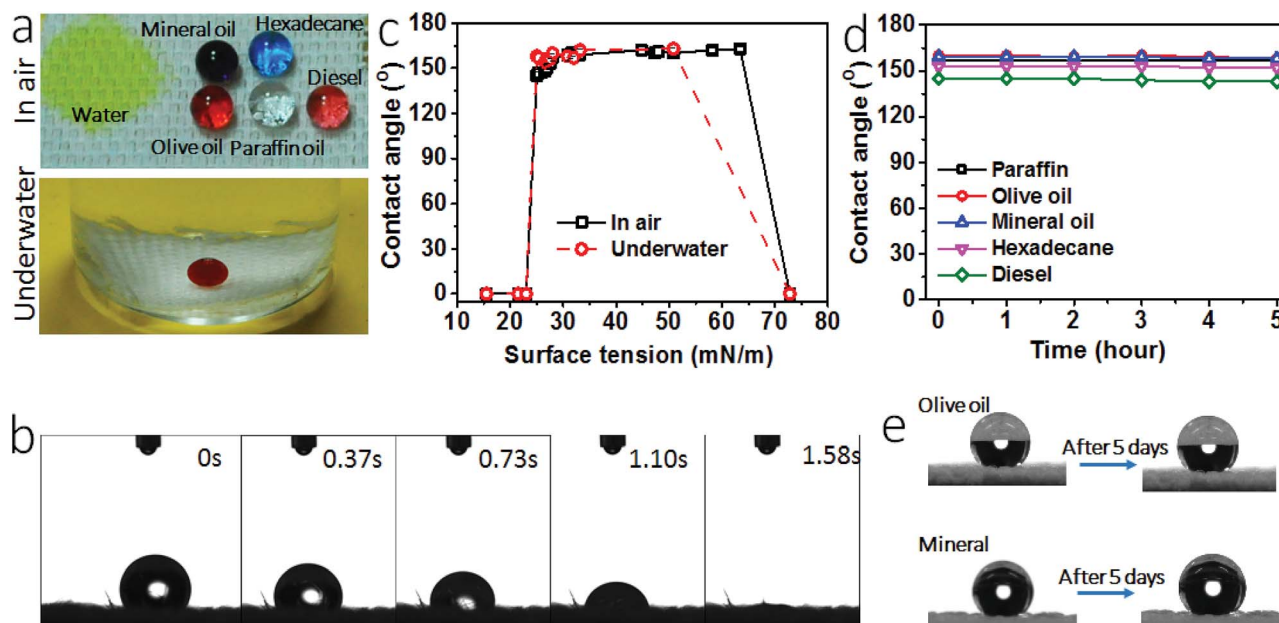 a
In air
Underwater
Mineral oil
Hexadecane
Water
Diesel
Olive oil
Paraffin oil
c
Contact angle (°)
180
150
120
90
60
30
0
In air
Underwater
10 20 30 40 50 60 70 80
Surface tension (mN/m)
d
Contact angle (°)
180
150
120
90
60
30
0
Paraffin
Olive oil
Mineral oil
Hexadecane
Diesel
0 1 2 3 4 5
Time (hour)
b
0s
0.37s
0.73s
1.10s
1.58s
e
Olive oil
After 5 days
Mineral
After 5 days